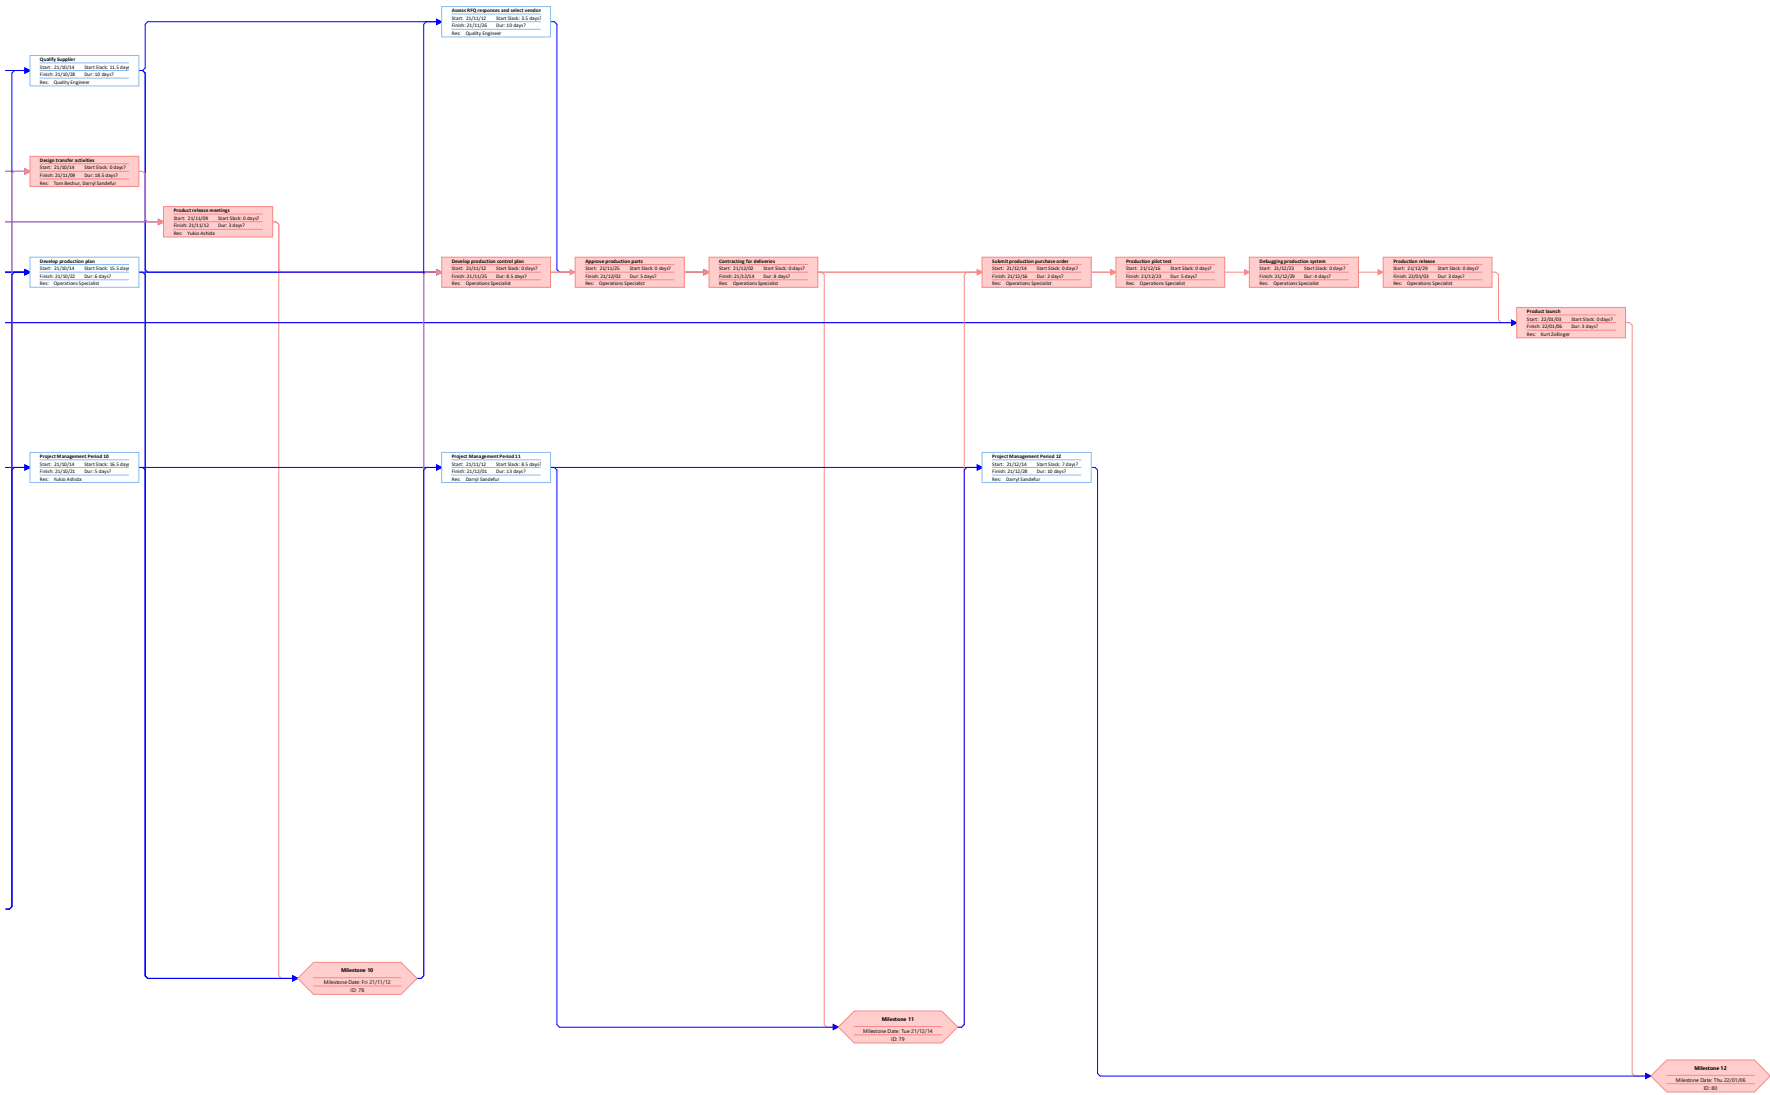 Assess RFQ responses and select vendor
Start: 21/11/12 Start Slack: 3.5 days?
Finish: 21/11/26 Dur: 10 days?
Res: Quality Engineer
Qualify Supplier
Start: 21/10/14 Start Slack: 11.5 days
Finish: 21/10/28 Dur: 10 days?
Res: Quality Engineer
Design transfer activities
Start: 21/10/14 Start Slack: 0 days?
Finish: 21/11/09 Dur: 18.5 days?
Res: Tom Bechur, Darryl Sandefur
Product release meetings
Start: 21/11/09 Start Slack: 0 days?
Finish: 21/11/12 Dur: 3 days?
Res: Yukio Ashida
Develop production plan
Start: 21/10/14 Start Slack: 15.5 days
Finish: 21/10/22 Dur: 6 days?
Res: Operations Specialist
Develop production control plan
Start: 21/11/12 Start Slack: 0 days?
Finish: 21/11/25 Dur: 8.5 days?
Res: Operations Specialist
Approve production parts
Start: 21/11/25 Start Slack: 0 days?
Finish: 21/12/02 Dur: 5 days?
Res: Operations Specialist
Contracting for deliveries
Start: 21/12/02 Start Slack: 0 days?
Finish: 21/12/14 Dur: 8 days?
Res: Operations Specialist
Submit production purchase order
Start: 21/12/14 Start Slack: 0 days?
Finish: 21/12/16 Dur: 2 days?
Res: Operations Specialist
Production pilot test
Start: 21/12/16 Start Slack: 0 days?
Finish: 21/12/23 Dur: 5 days?
Res: Operations Specialist
Debugging production system
Start: 21/12/23 Start Slack: 0 days?
Finish: 21/12/29 Dur: 4 days?
Res: Operations Specialist
Production release
Start: 21/12/29 Start Slack: 0 days?
Finish: 22/01/03 Dur: 3 days?
Res: Operations Specialist
Product launch
Start: 22/01/03 Start Slack: 0 days?
Finish: 22/01/06 Dur: 3 days?
Res: Kurt Zollinger
Project Management Period 10
Start: 21/10/14 Start Slack: 16.5 days
Finish: 21/10/21 Dur: 5 days?
Res: Yukio Ashida
Project Management Period 11
Start: 21/11/12 Start Slack: 8.5 days?
Finish: 21/12/01 Dur: 13 days?
Res: Darryl Sandefur
Project Management Period 12
Start: 21/12/14 Start Slack: 7 days?
Finish: 21/12/28 Dur: 10 days?
Res: Darryl Sandefur
Milestone 10
Milestone Date: Fri 21/11/12
ID: 78
Milestone 11
Milestone Date: Tue 21/12/14
ID: 79
Milestone 12
Milestone Date: Thu 22/01/06
ID: 80